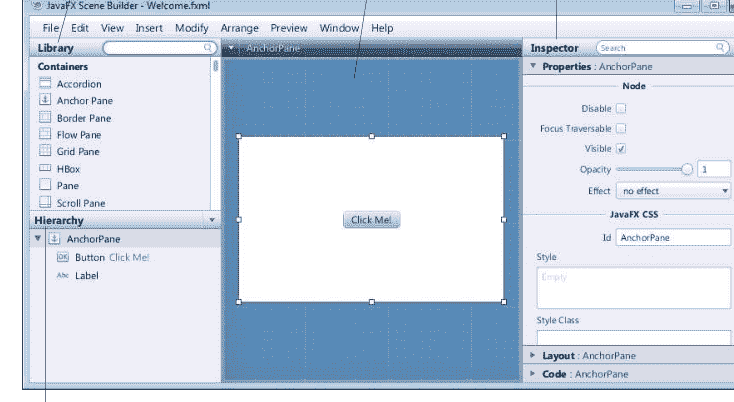 JavaFX Scene Builder - Welcome.fxml
File Edit View Insert Modify Arrange Preview Window Help
Library
Containers
Accordion
Anchor Pane
Border Pane
Flow Pane
Grid Pane
HBox
Pane
Scroll Pane
Hierarchy
AnchorPane
OK Button Click Me!
Abc Label
AnchorPane
Click Me!
Inspector Search
Properties : AnchorPane
Node
Disable
Focus Traversable
Visible
Opacity 1
Effect no effect
JavaFX CSS
Id AnchorPane
Style
Empty
Style Class
Layout : AnchorPane
Code : AnchorPane